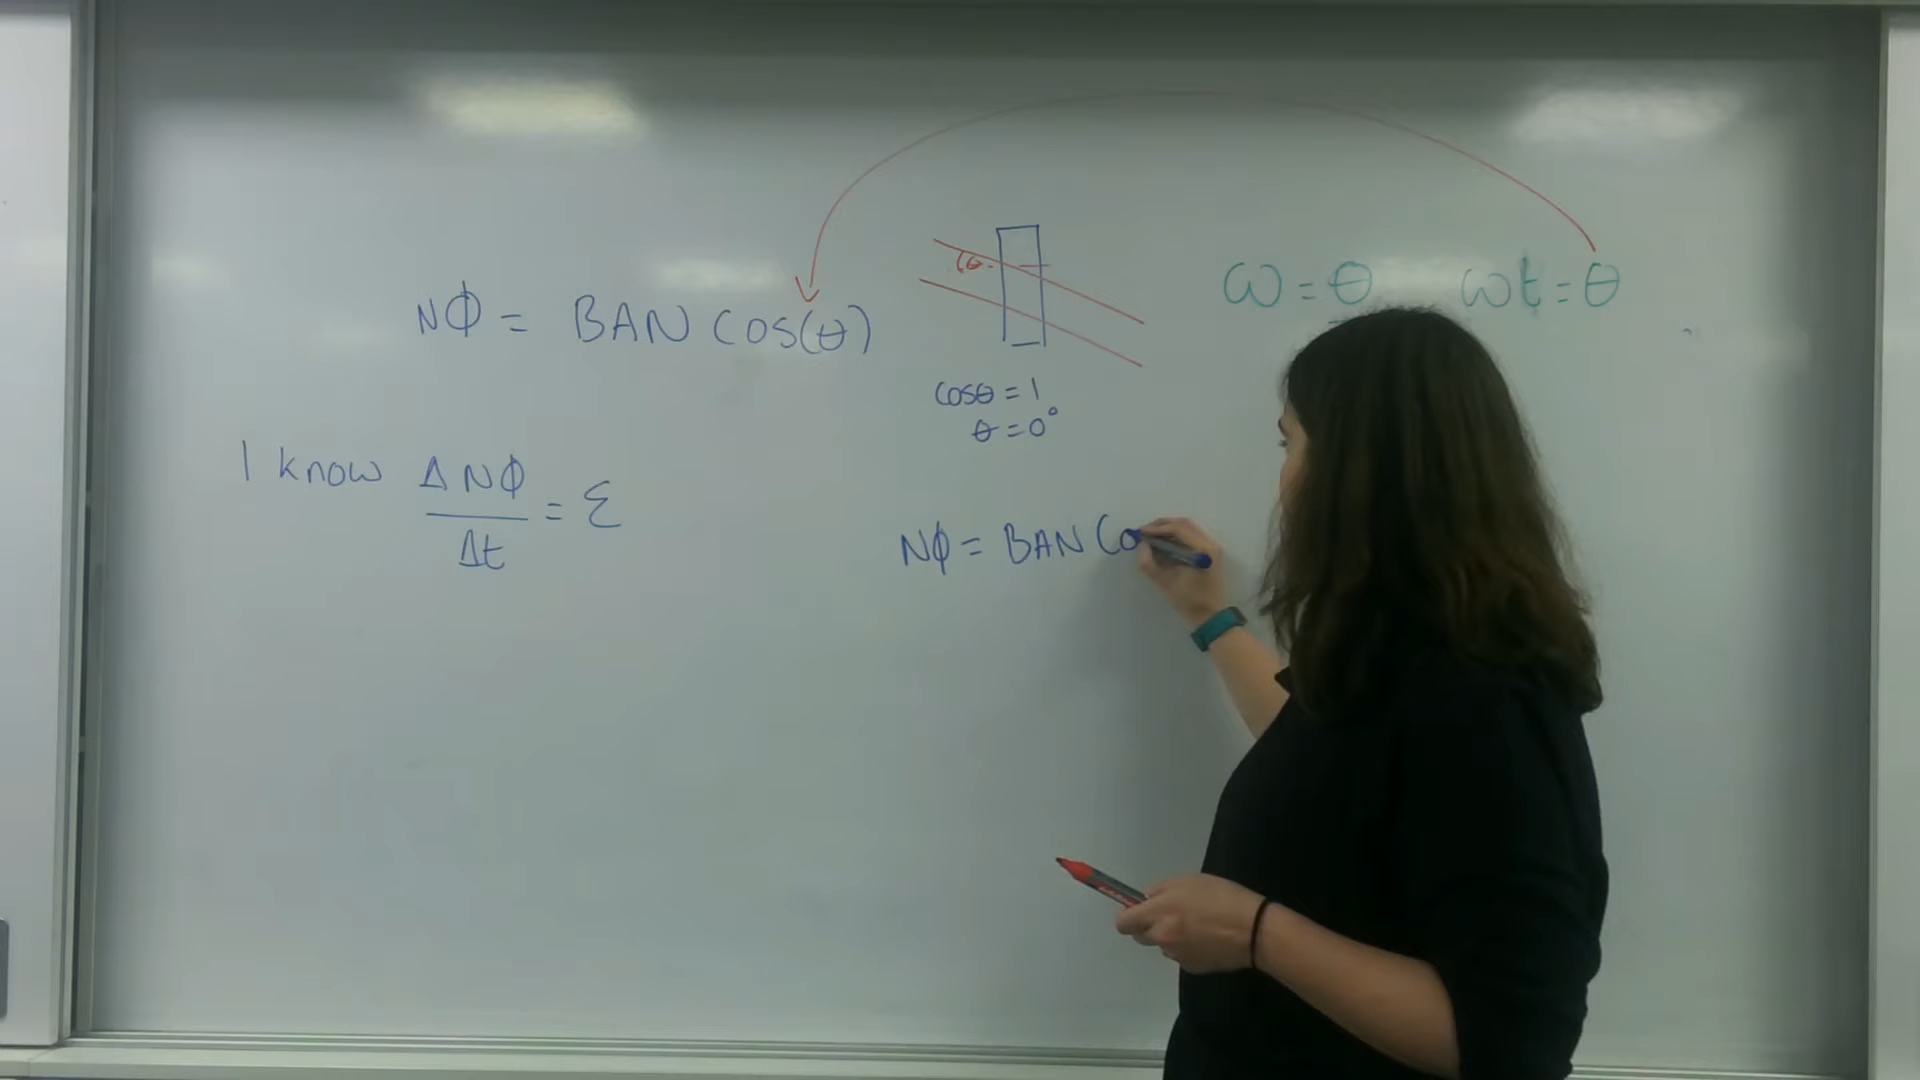 NΦ = BAN COS(θ)
(θ
ω = θ
ωt = θ
cosθ = 1
θ = 0°
I know ΔNΦ/Δt = Ɛ
NΦ = BAN Co